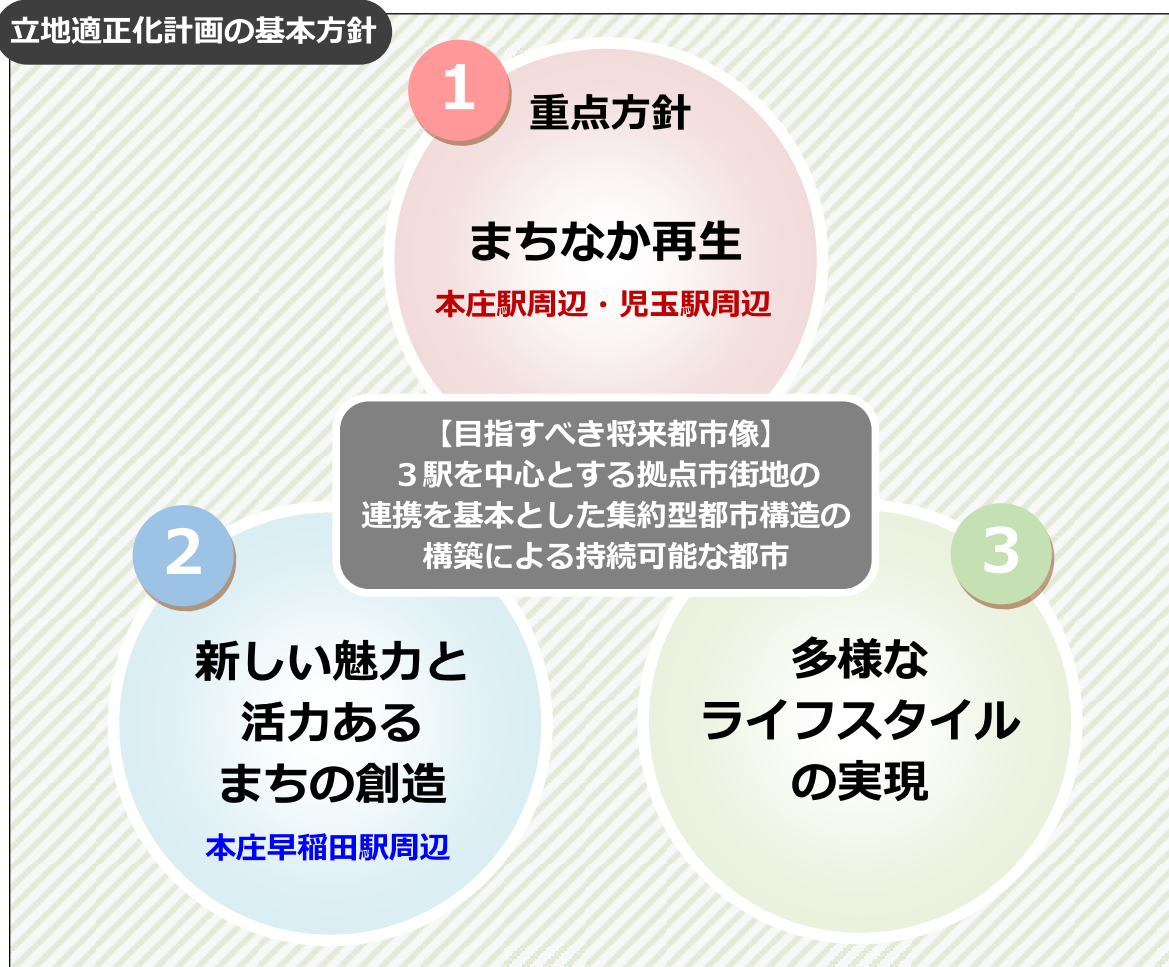 立地適正化計画の基本方針
1
重点方針
まちなか再生
本庄駅周辺・児玉駅周辺
【目指すべき将来都市像】
３駅を中心とする拠点市街地の
連携を基本とした集約型都市構造の
構築による持続可能な都市
2
新しい魅力と
活力ある
まちの創造
本庄早稲田駅周辺
3
多様な
ライフスタイル
の実現